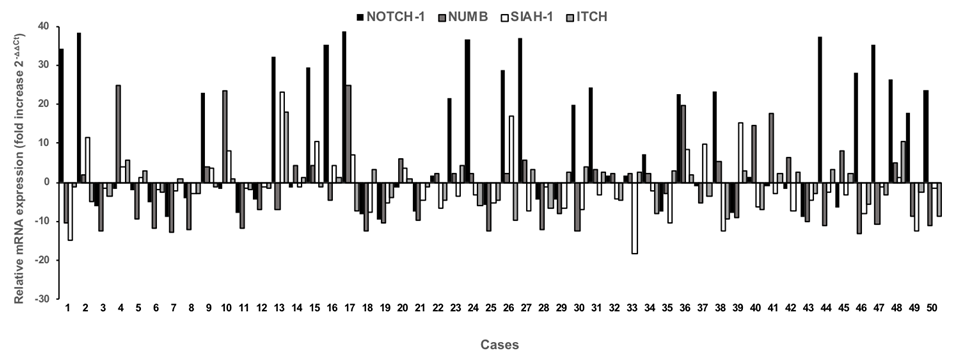 NOTCH-1 NUMB SIAH-1 ITCH
Relative mRNA expression (fold increase 2^-ΔΔCt)
40
30
20
10
0
-10
-20
-30
1 2 3 4 5 6 7 8 9 10 11 12 13 14 15 16 17 18 19 20 21 22 23 24 25 26 27 28 29 30 31 32 33 34 35 36 37 38 39 40 41 42 43 44 45 46 47 48 49 50
Cases